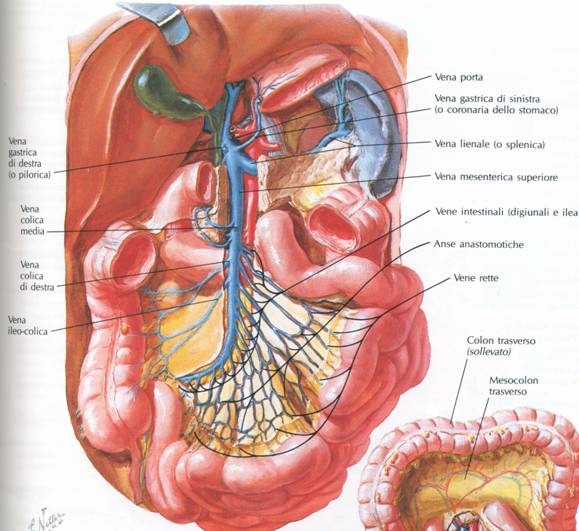 Vena
gastrica
di destra
(o pilorica)
Vena
colica
media
Vena
colica
di destra
Vena
ileo-colica
Vena porta
Vena gastrica di sinistra
(o coronaria dello stomaco)
Vena lienale (o splenica)
Vena mesenterica superiore
Vene intestinali (digiunali e ilea
Anse anastomotiche
Vene rette
Colon trasverso
(sollevato)
Mesocolon
trasverso